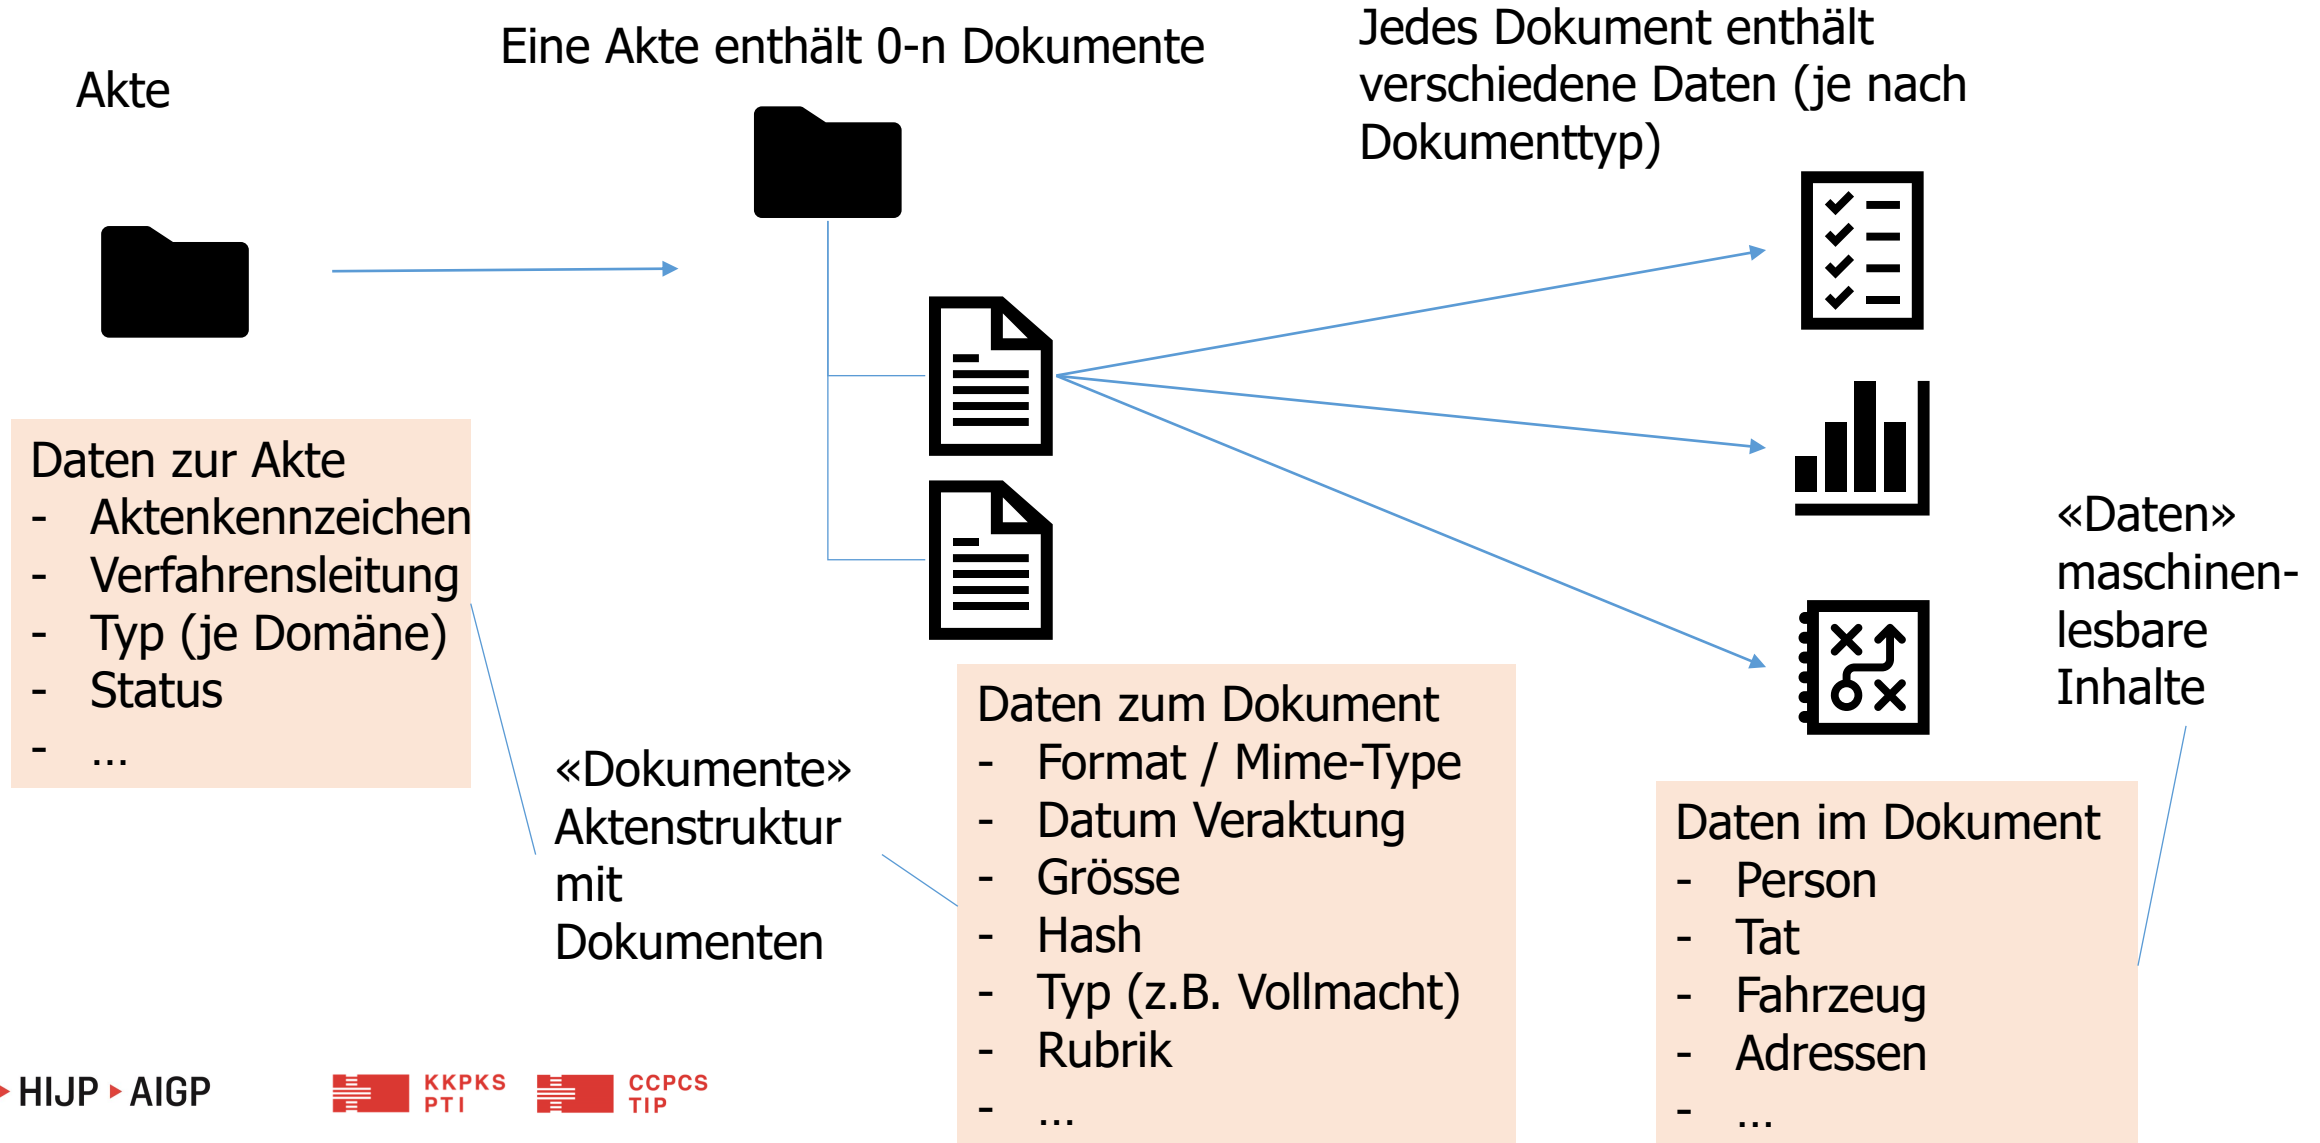 Akte
Eine Akte enthält 0-n Dokumente
Jedes Dokument enthält
verschiedene Daten (je nach
Dokumenttyp)
Daten zur Akte
- Aktenkennzeichen
- Verfahrensleitung
- Typ (je Domäne)
- Status
- ...
«Dokumente»
Aktenstruktur
mit
Dokumenten
Daten zum Dokument
- Format / Mime-Type
- Datum Veraktung
- Grösse
- Hash
- Typ (z.B. Vollmacht)
- Rubrik
- ...
«Daten»
maschinen-
lesbare
Inhalte
Daten im Dokument
- Person
- Tat
- Fahrzeug
- Adressen
- ...
HIJP AIGP
KKPKS
PTI
CCPCS
TIP